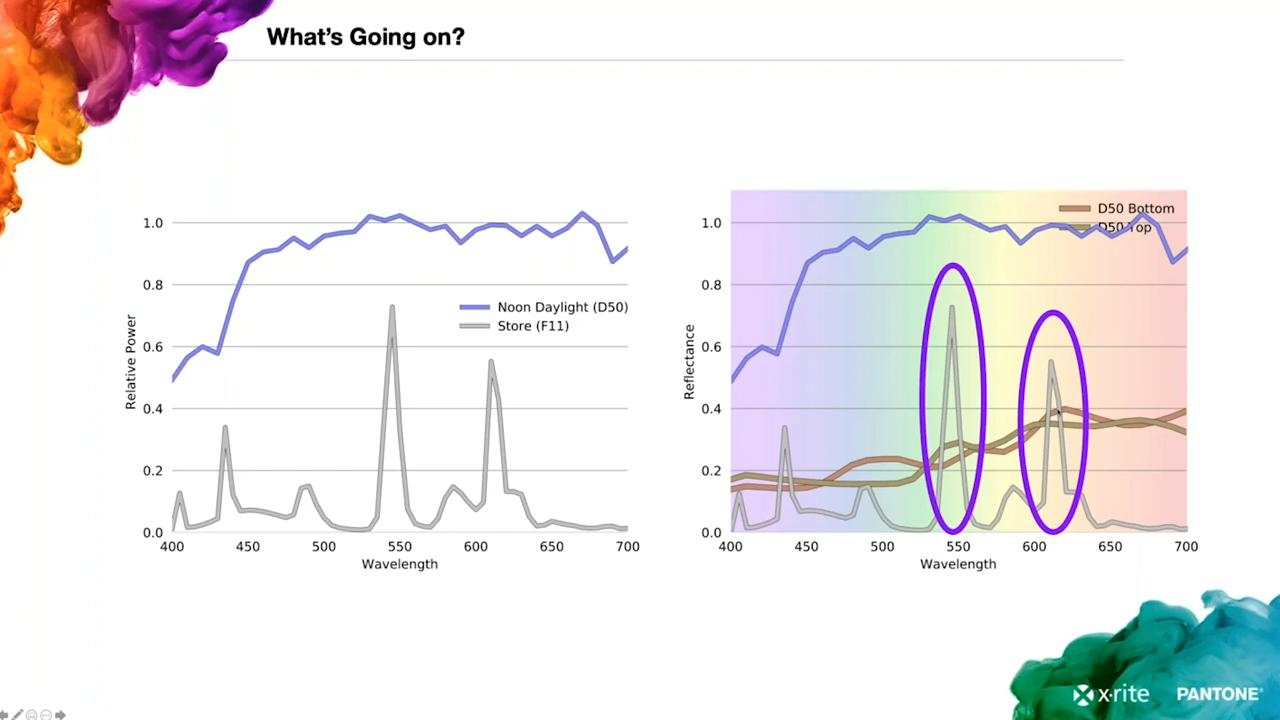 What's Going on?
Relative Power
1.0
0.8
0.6
0.4
0.2
0.0
400 450 500 550 600 650 700
Wavelength
Noon Daylight (D50)
Store (F11)
Reflectance
1.0
0.8
0.6
0.4
0.2
0.0
400 450 500 550 600 650 700
Wavelength
D50 Bottom
D50 Top
x·rite PANTONE®